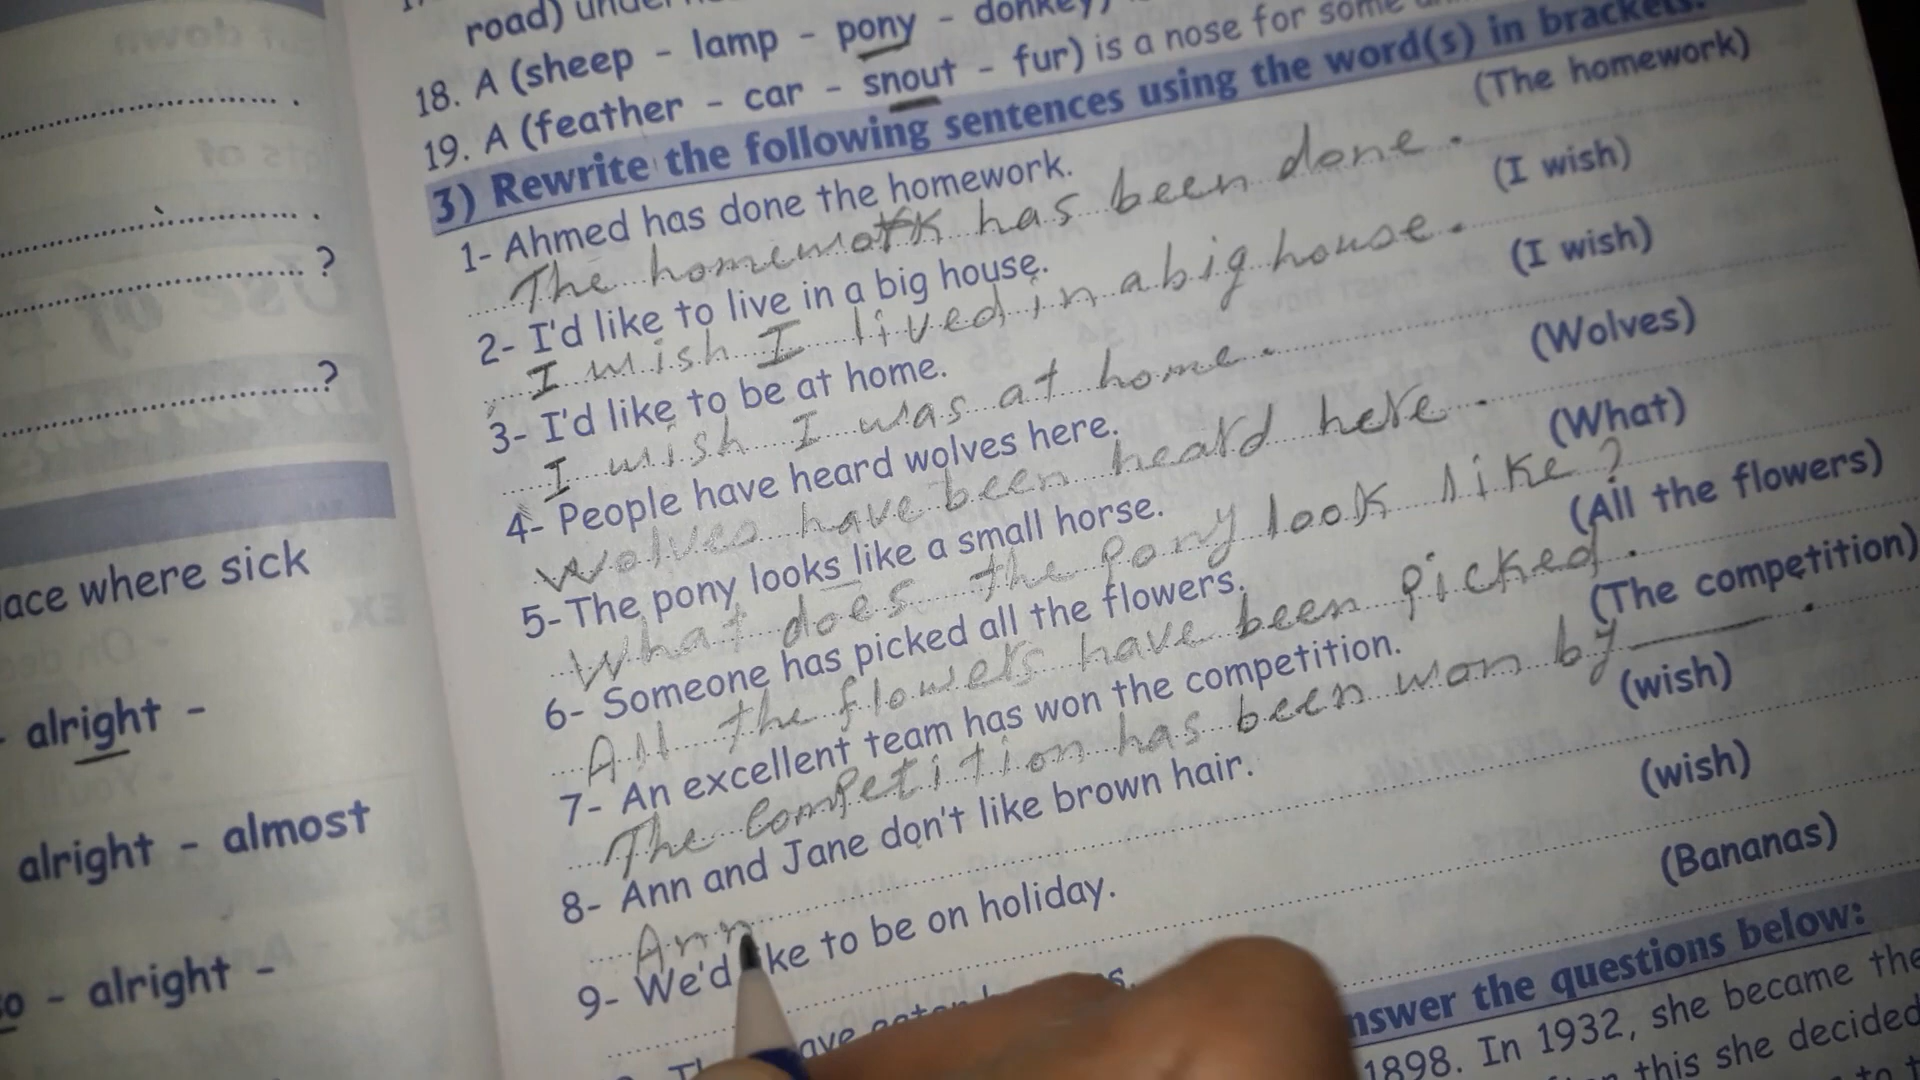 road)
18. A (sheep - lamp - pony - donkey)
19. A (feather - car - snout - fur) is a nose for some
3) Rewrite the following sentences using the word(s) in brackets.
1- Ahmed has done the homework. (The homework)
The homework has been done.
2- I'd like to live in a big house. (I wish)
I wish I lived in a big house.
3- I'd like to be at home. (I wish)
I wish I was at home.
4- People have heard wolves here. (Wolves)
Wolves have been heard here.
5- The pony looks like a small horse. (What)
What does the pony look like?
6- Someone has picked all the flowers. (All the flowers)
All the flowers have been picked.
7- An excellent team has won the competition. (The competition)
The competition has been won by ______.
8- Ann and Jane don't like brown hair. (wish)
Ann
9- We'd like to be on holiday. (wish)
(Bananas)
nswer the questions below:
1898. In 1932, she became the
this she decided
............... .
............... .
............... ?
............... ?
lace where sick
- alright -
alright - almost
o - alright -